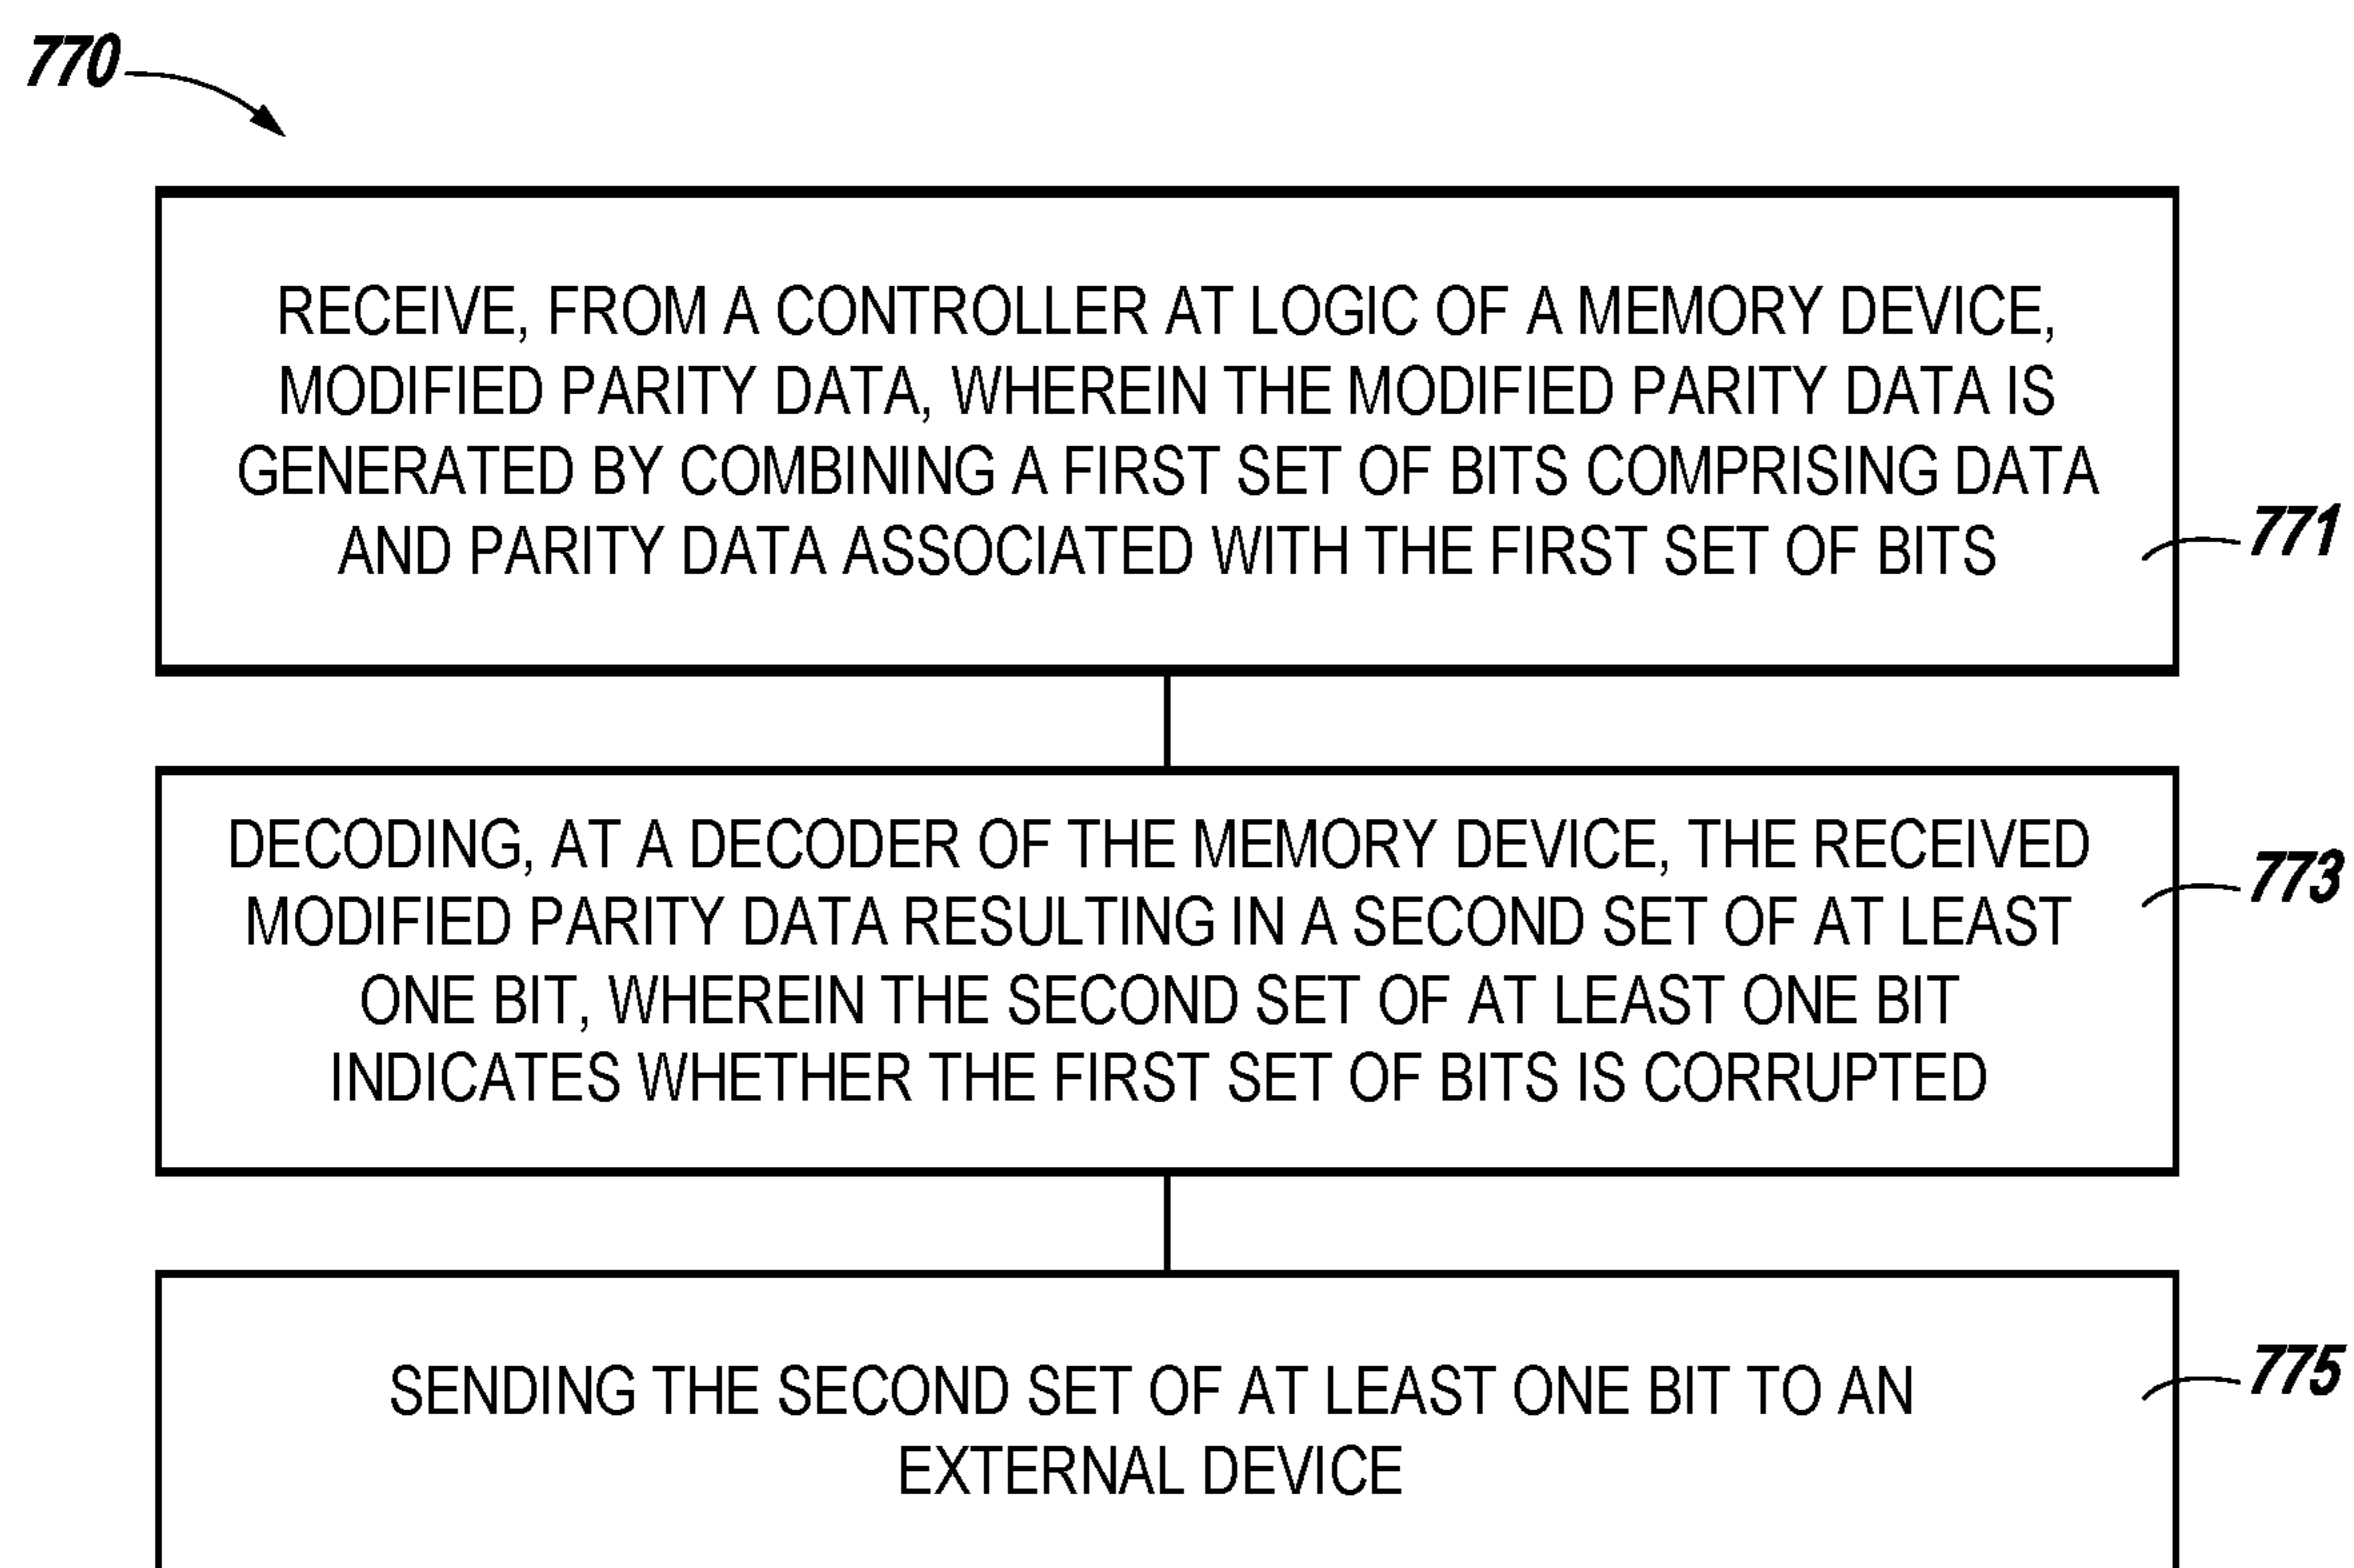 770
RECEIVE, FROM A CONTROLLER AT LOGIC OF A MEMORY DEVICE,
MODIFIED PARITY DATA, WHEREIN THE MODIFIED PARITY DATA IS
GENERATED BY COMBINING A FIRST SET OF BITS COMPRISING DATA
AND PARITY DATA ASSOCIATED WITH THE FIRST SET OF BITS
771
DECODING, AT A DECODER OF THE MEMORY DEVICE, THE RECEIVED
MODIFIED PARITY DATA RESULTING IN A SECOND SET OF AT LEAST
ONE BIT, WHEREIN THE SECOND SET OF AT LEAST ONE BIT
INDICATES WHETHER THE FIRST SET OF BITS IS CORRUPTED
773
SENDING THE SECOND SET OF AT LEAST ONE BIT TO AN
EXTERNAL DEVICE
775